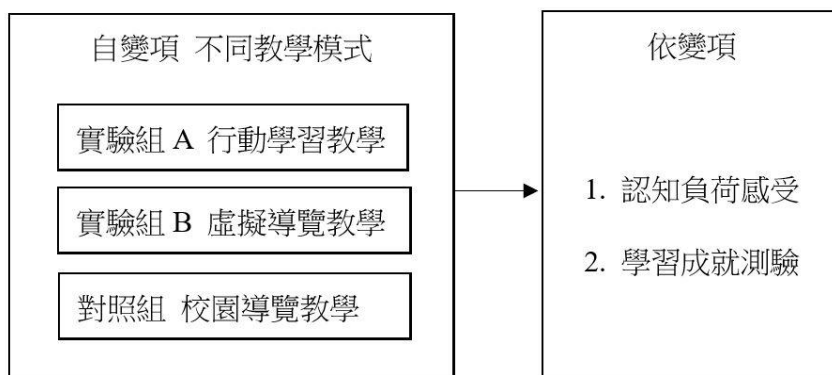 自變項 不同教學模式
實驗組 A 行動學習教學
實驗組 B 虛擬導覽教學
對照組 校園導覽教學
依變項
1. 認知負荷感受
2. 學習成就測驗